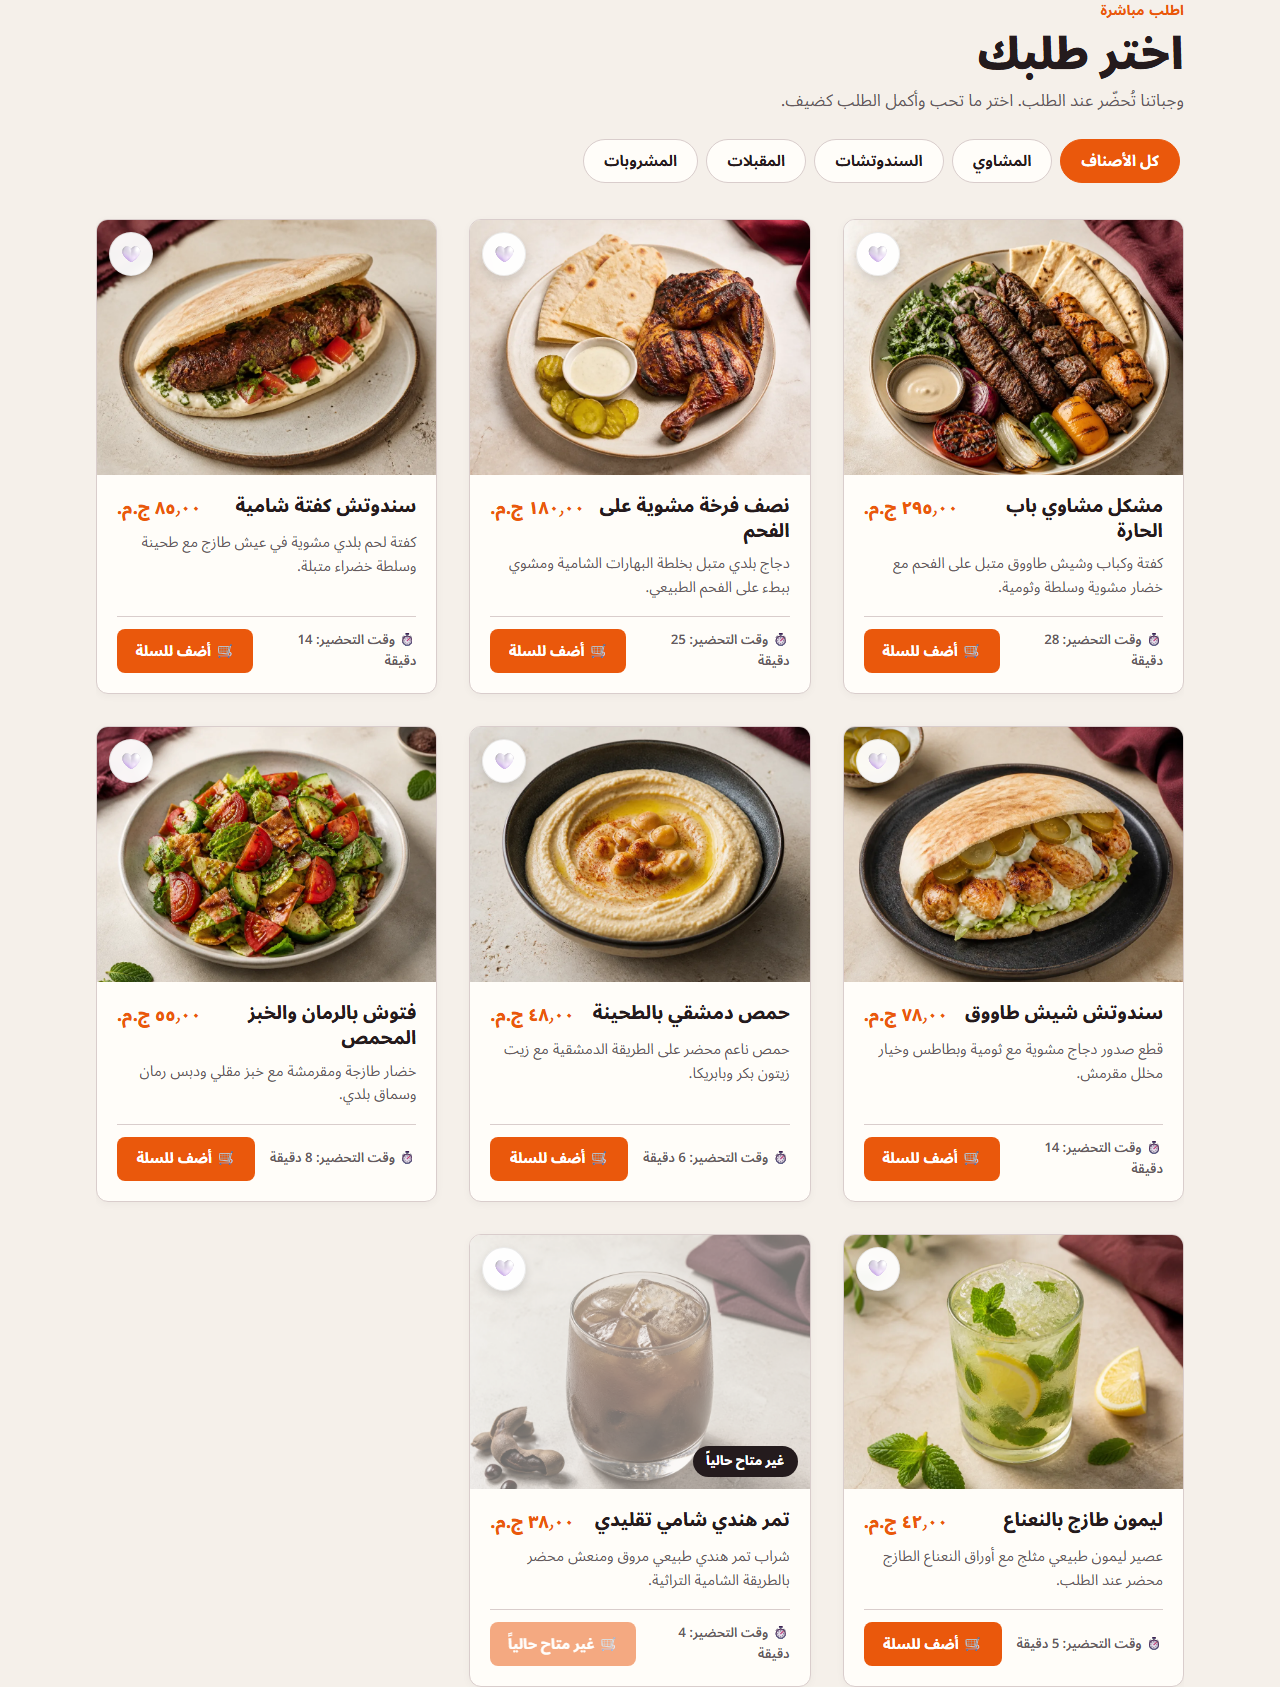 اطلب مباشرة
اختر طلبك
وجباتنا تُحضّر عند الطلب. اختر ما تحب وأكمل الطلب كضيف.
كل الأصناف
المشاوي
السندوتشات
المقبلات
المشروبات
مشكل مشاوي باب
الحارة
٢٩٥٫٠٠ ج.م.
كفتة وكباب وشيش طاووق متبل على الفحم مع
خضار مشوية وسلطة وثومية.
وقت التحضير: 28
دقيقة
أضف للسلة
نصف فرخة مشوية على
الفحم
١٨٠٫٠٠ ج.م.
دجاج بلدي متبل بخلطة البهارات الشامية ومشوي
ببطء على الفحم الطبيعي.
وقت التحضير: 25
دقيقة
أضف للسلة
سندوتش كفتة شامية
٨٥٫٠٠ ج.م.
كفتة لحم بلدي مشوية في عيش طازج مع طحينة
وسلطة خضراء متبلة.
وقت التحضير: 14
دقيقة
أضف للسلة
سندوتش شيش طاووق
٧٨٫٠٠ ج.م.
قطع صدور دجاج مشوية مع ثومية وبطاطس وخيار
مخلل مقرمش.
وقت التحضير: 14
دقيقة
أضف للسلة
حمص دمشقي بالطحينة
٤٨٫٠٠ ج.م.
حمص ناعم محضر على الطريقة الدمشقية مع زيت
زيتون بكر وبابريكا.
وقت التحضير: 6 دقيقة
أضف للسلة
فتوش بالرمان والخبز
المحمص
٥٥٫٠٠ ج.م.
خضار طازجة ومقرمشة مع خبز مقلي ودبس رمان
وسماق بلدي.
وقت التحضير: 8 دقيقة
أضف للسلة
ليمون طازج بالنعناع
٤٢٫٠٠ ج.م.
عصير ليمون طبيعي مثلج مع أوراق النعناع الطازج
محضر عند الطلب.
وقت التحضير: 5 دقيقة
أضف للسلة
غير متاح حالياً
تمر هندي شامي تقليدي
٣٨٫٠٠ ج.م.
شراب تمر هندي طبيعي مروق ومنعش محضر
بالطريقة الشامية التراثية.
وقت التحضير: 4
دقيقة
غير متاح حالياً